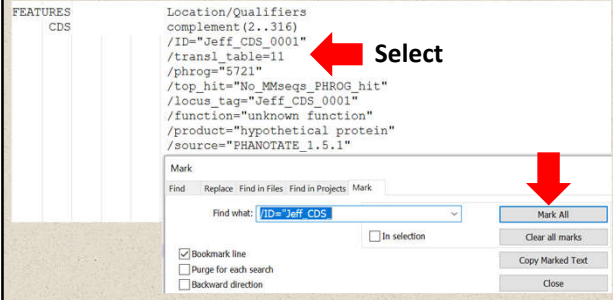 FEATURES Location/Qualifiers
CDS complement(2..316)
/ID="Jeff_CDS_0001"
/transl_table=11
Select
/phrog="5721"
/top_hit="No_MMseqs_PHROG_hit"
/locus_tag="Jeff_CDS_0001"
/function="unknown function"
/product="hypothetical protein"
/source="PHANOTATE_1.5.1"
Mark
Find Replace Find in Files Find in Projects Mark
Find what: /ID="Jeff_CDS_ Mark All
In selection Clear all marks
Bookmark line Copy Marked Text
Purge for each search
Backward direction Close